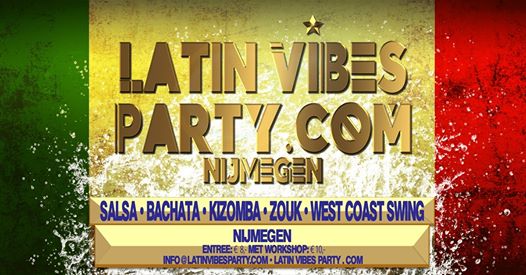 LATIN VIBES
PARTY.COM
NIJMEGEN
SALSA • BACHATA • KIZOMBA • ZOUK • WEST COAST SWING
NIJMEGEN
ENTREE: € 8,- MET WORKSHOP: € 10,-
INFO@LATINVIBESPARTY.COM • LATIN VIBES PARTY . COM